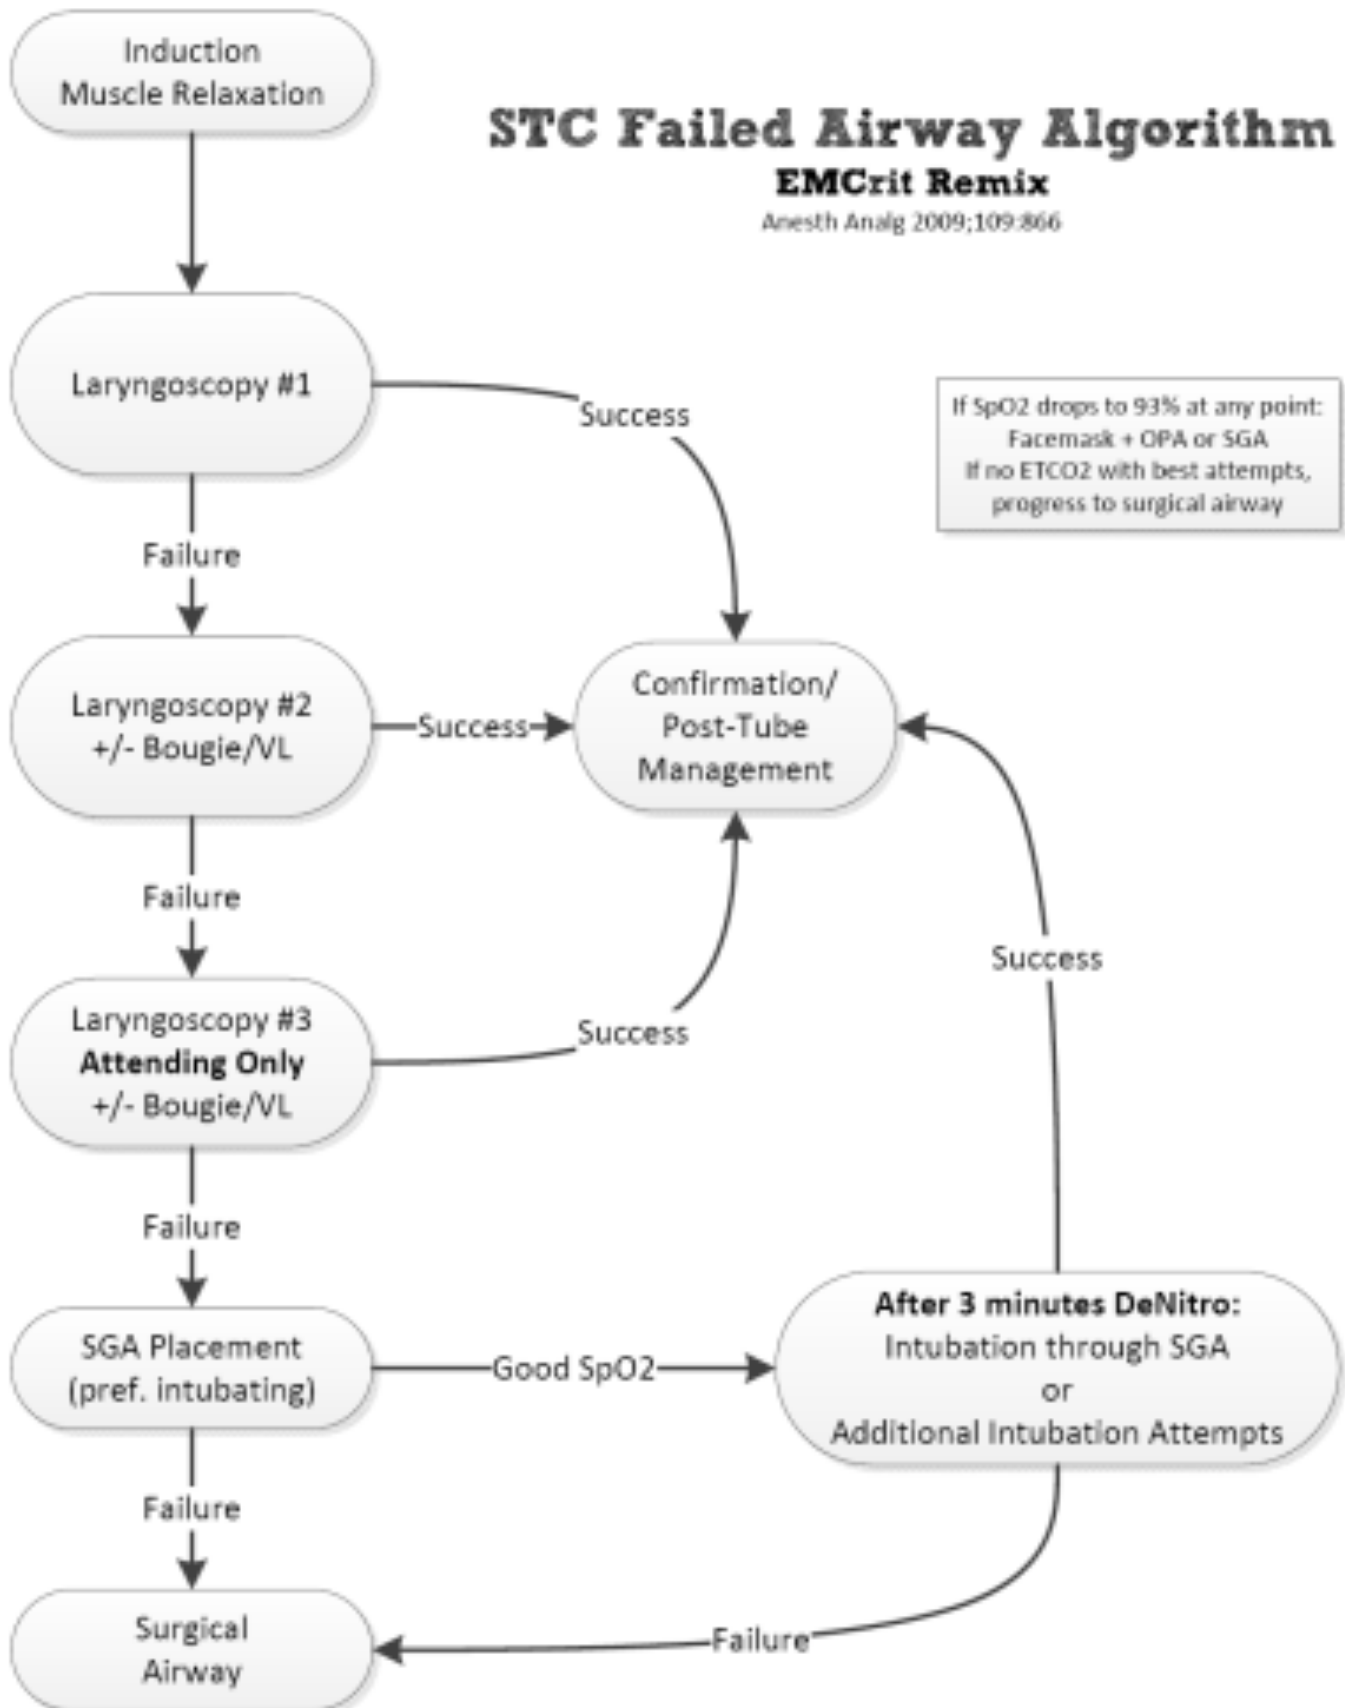 Induction
Muscle Relaxation
STC Failed Airway Algorithm
EMCrit Remix
Anesth Analg 2009;109:866
Laryngoscopy #1
Success
If SpO2 drops to 93% at any point:
Facemask + OPA or SGA
If no ETCO2 with best attempts,
progress to surgical airway
Failure
Laryngoscopy #2
+/- Bougie/VL
Success
Confirmation/
Post-Tube
Management
Failure
Success
Laryngoscopy #3
Attending Only
+/- Bougie/VL
Success
Failure
SGA Placement
(pref. intubating)
Good SpO2
After 3 minutes DeNitro:
Intubation through SGA
or
Additional Intubation Attempts
Failure
Surgical
Airway
Failure